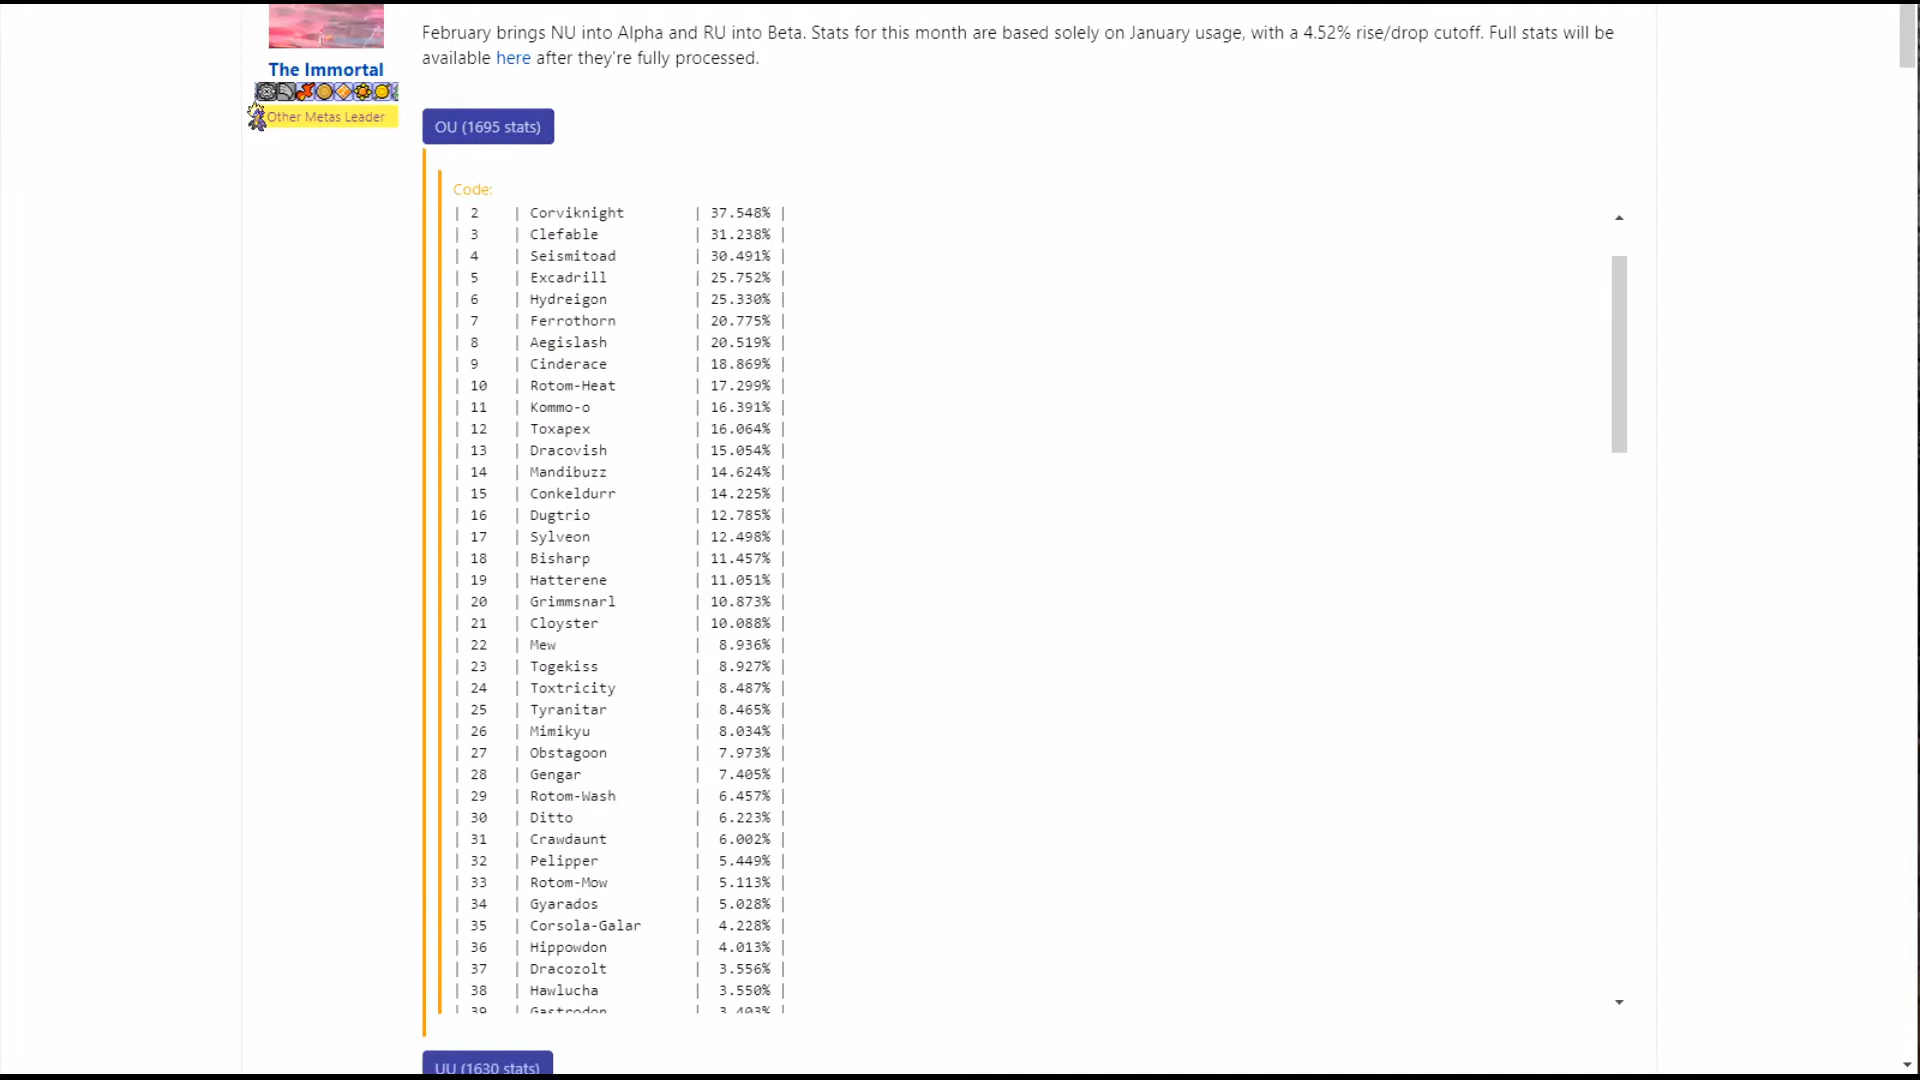 February brings NU into Alpha and RU into Beta. Stats for this month are based solely on January usage, with a 4.52% rise/drop cutoff. Full stats will be
available here after they're fully processed.
The Immortal
Other Metas Leader
OU (1695 stats)
Code:
| 2 | Corviknight | 37.548% |
| 3 | Clefable | 31.238% |
| 4 | Seismitoad | 30.491% |
| 5 | Excadrill | 25.752% |
| 6 | Hydreigon | 25.330% |
| 7 | Ferrothorn | 20.775% |
| 8 | Aegislash | 20.519% |
| 9 | Cinderace | 18.869% |
| 10 | Rotom-Heat | 17.299% |
| 11 | Kommo-o | 16.391% |
| 12 | Toxapex | 16.064% |
| 13 | Dracovish | 15.054% |
| 14 | Mandibuzz | 14.624% |
| 15 | Conkeldurr | 14.225% |
| 16 | Dugtrio | 12.785% |
| 17 | Sylveon | 12.498% |
| 18 | Bisharp | 11.457% |
| 19 | Hatterene | 11.051% |
| 20 | Grimmsnarl | 10.873% |
| 21 | Cloyster | 10.088% |
| 22 | Mew | 8.936% |
| 23 | Togekiss | 8.927% |
| 24 | Toxtricity | 8.487% |
| 25 | Tyranitar | 8.465% |
| 26 | Mimikyu | 8.034% |
| 27 | Obstagoon | 7.973% |
| 28 | Gengar | 7.405% |
| 29 | Rotom-Wash | 6.457% |
| 30 | Ditto | 6.223% |
| 31 | Crawdaunt | 6.002% |
| 32 | Pelipper | 5.449% |
| 33 | Rotom-Mow | 5.113% |
| 34 | Gyarados | 5.028% |
| 35 | Corsola-Galar | 4.228% |
| 36 | Hippowdon | 4.013% |
| 37 | Dracozolt | 3.556% |
| 38 | Hawlucha | 3.550% |
| 39 | Gastrodon | 3.403% |
UU (1630 stats)